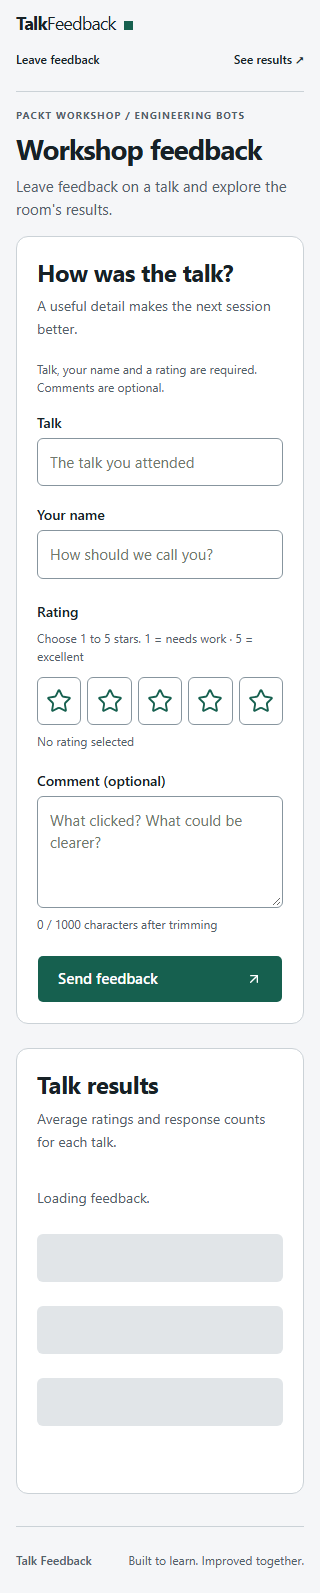 TalkFeedback
Leave feedback
See results ↗
PACKT WORKSHOP / ENGINEERING BOTS
Workshop feedback
Leave feedback on a talk and explore the
room's results.
How was the talk?
A useful detail makes the next session
better.
Talk, your name and a rating are required.
Comments are optional.
Talk
The talk you attended
Your name
How should we call you?
Rating
Choose 1 to 5 stars. 1 = needs work · 5 =
excellent
No rating selected
Comment (optional)
What clicked? What could be
clearer?
0 / 1000 characters after trimming
Send feedback
Talk results
Average ratings and response counts
for each talk.
Loading feedback.
Talk Feedback
Built to learn. Improved together.